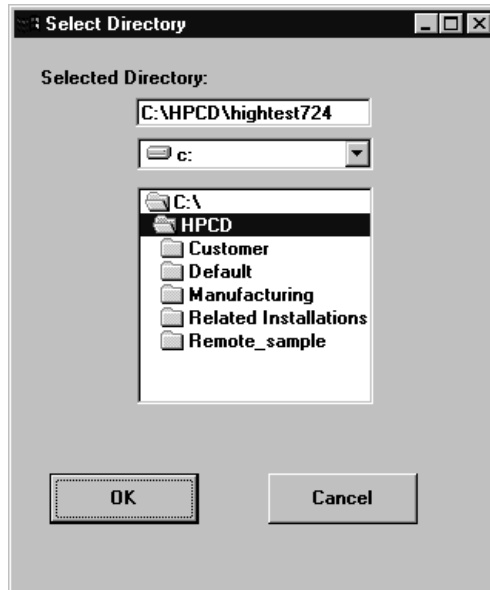 Select Directory
Selected Directory:
C:\HPCD\hightest724
c:
C:\
HPCD
Customer
Default
Manufacturing
Related Installations
Remote_sample
OK
Cancel